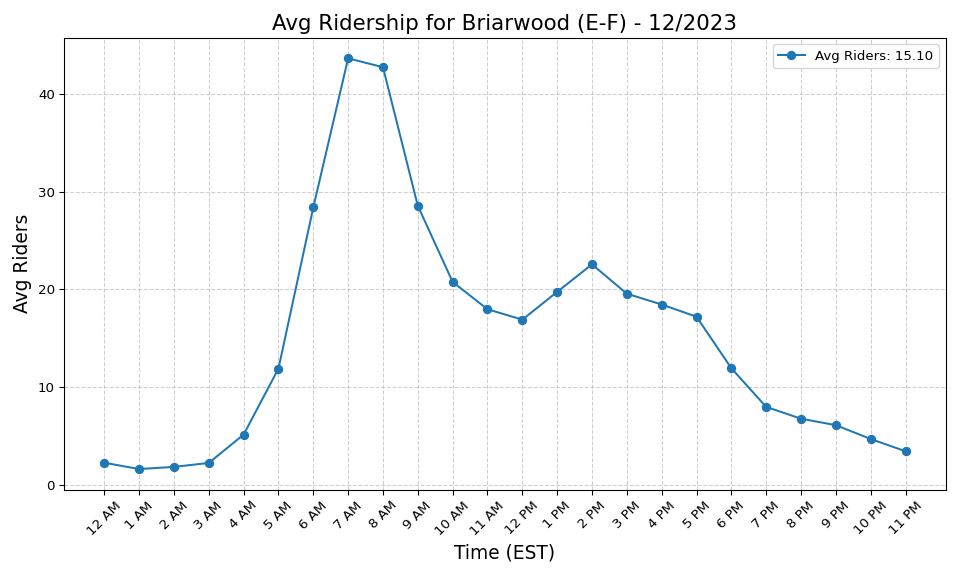 Avg Ridership for Briarwood (E-F) - 12/2023
Avg Riders: 15.10
Avg Riders
40
30
20
10
0
12 AM
1 AM
2 AM
3 AM
4 AM
5 AM
6 AM
7 AM
8 AM
9 AM
10 AM
11 AM
12 PM
1 PM
2 PM
3 PM
4 PM
5 PM
6 PM
7 PM
8 PM
9 PM
10 PM
11 PM
Time (EST)